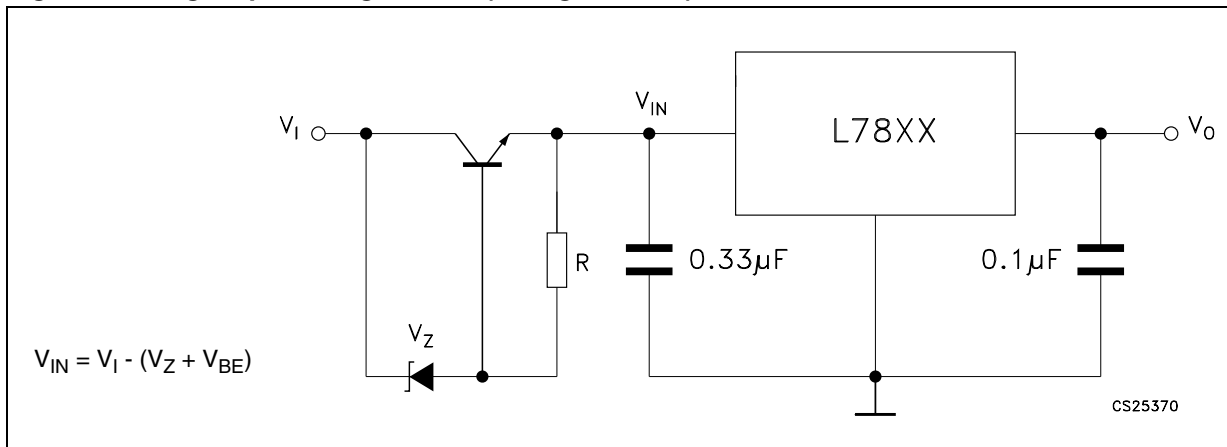 V_I
V_IN
L78XX
V_O
R
0.33µF
0.1µF
V_Z
V_IN = V_I - (V_Z + V_BE)
CS25370